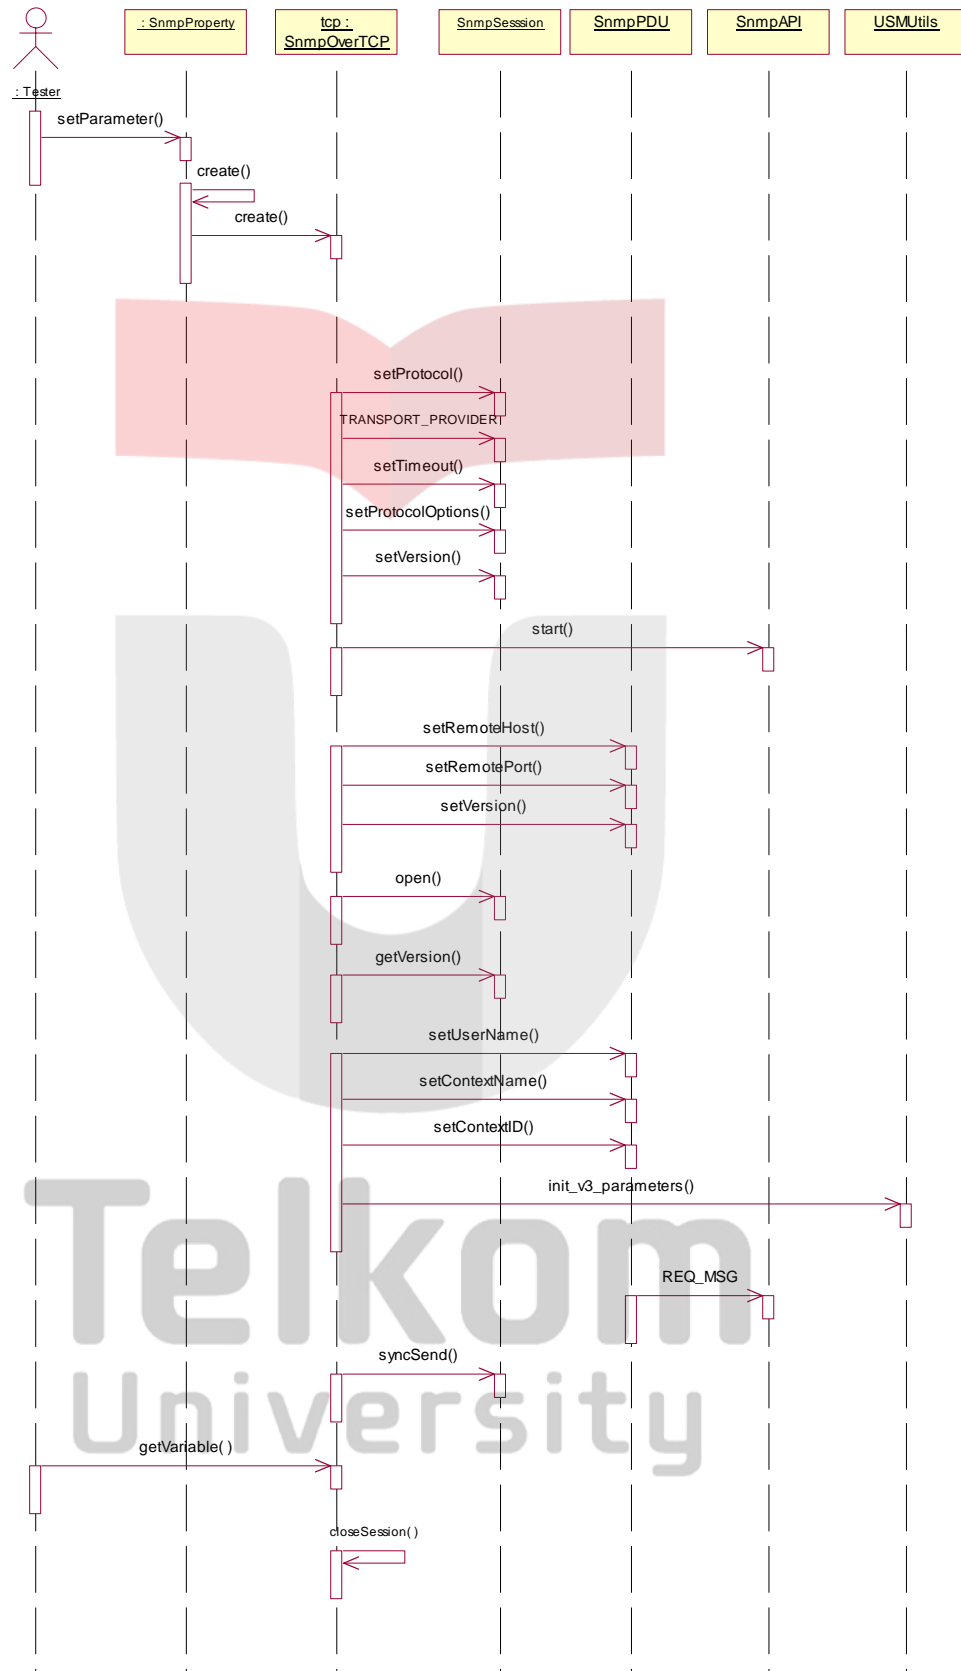 : Tester
: SnmpProperty
tcp :
SnmpOverTCP
SnmpSesssion
SnmpPDU
SnmpAPI
USMUtils
setParameter()
create()
create()
setProtocol()
TRANSPORT_PROVIDER
setTimeout()
setProtocolOptions()
setVersion()
start()
setRemoteHost()
setRemotePort()
setVersion()
open()
getVersion()
setUserName()
setContextName()
setContextID()
init_v3_parameters()
REQ_MSG
syncSend()
getVariable( )
closeSession( )
Telkom
University